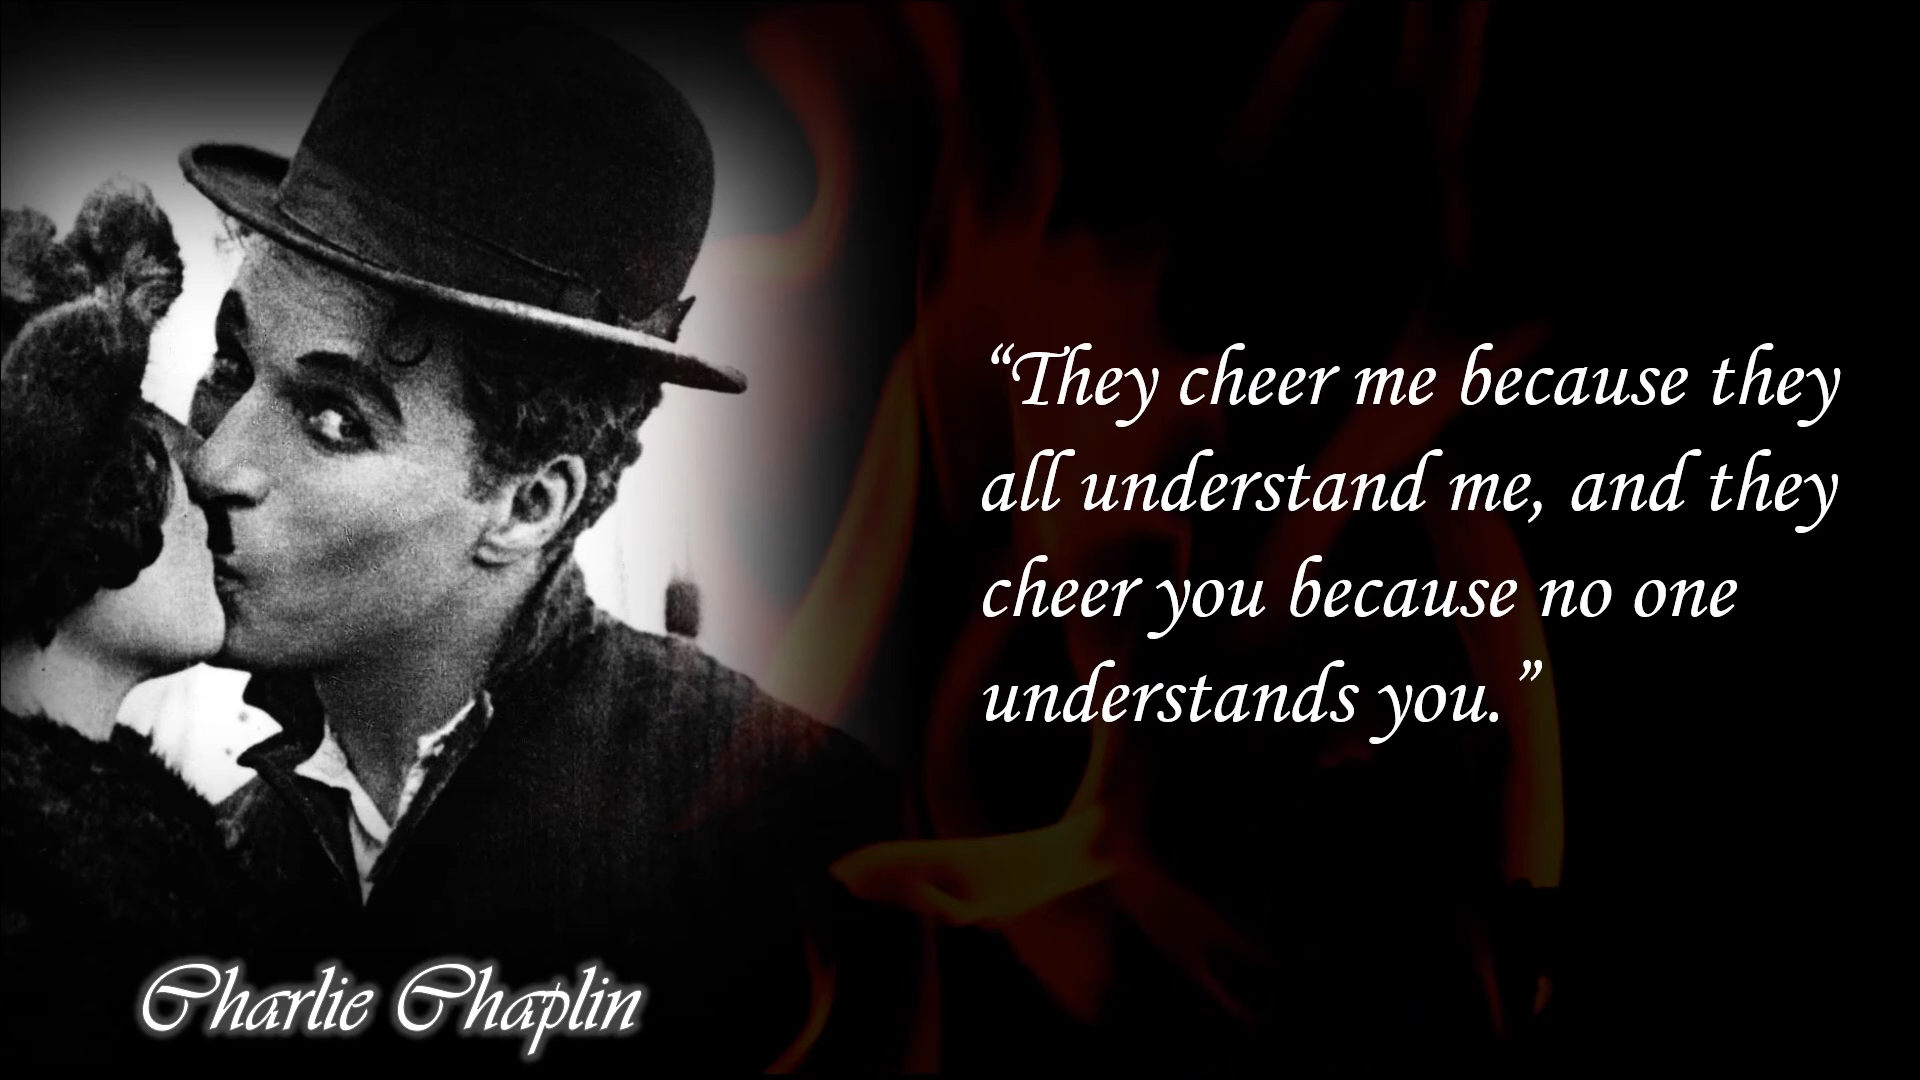 “They cheer me because they
all understand me, and they
cheer you because no one
understands you.”
Charlie Chaplin